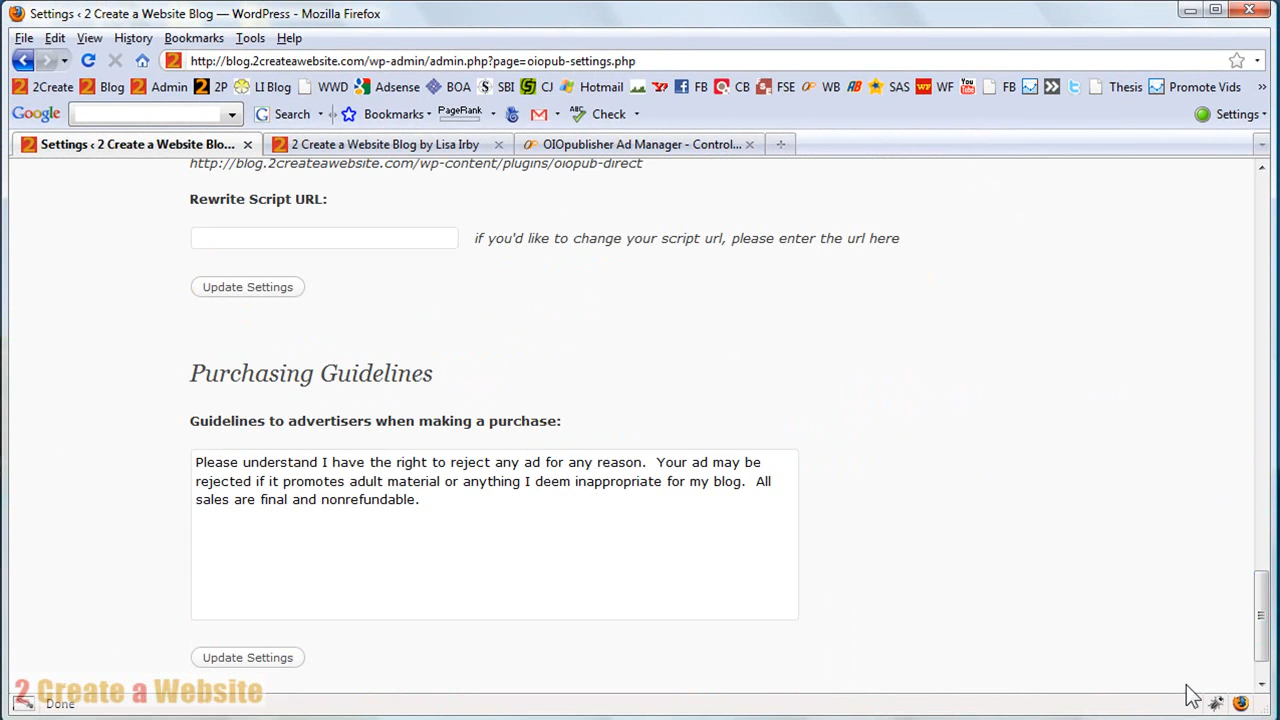 Settings ‹ 2 Create a Website Blog — WordPress - Mozilla Firefox
File Edit View History Bookmarks Tools Help
http://blog.2createawebsite.com/wp-admin/admin.php?page=oiopub-settings.php
2Create Blog Admin 2P LI Blog WWD Adsense BOA SBI CJ Hotmail FB FSE CB WB SAS WF FB Thesis Promote Vids »
Google Search Bookmarks PageRank Check Settings
Settings ‹ 2 Create a Website Blo... 2 Create a Website Blog by Lisa Irby OIOpublisher Ad Manager - Control...
http://blog.2createawebsite.com/wp-content/plugins/oiopub-direct
Rewrite Script URL:
if you'd like to change your script url, please enter the url here
Update Settings
Purchasing Guidelines
Guidelines to advertisers when making a purchase:
Please understand I have the right to reject any ad for any reason. Your ad may be
rejected if it promotes adult material or anything I deem inappropriate for my blog. All
sales are final and nonrefundable.
Update Settings
2 Create a Website
Done